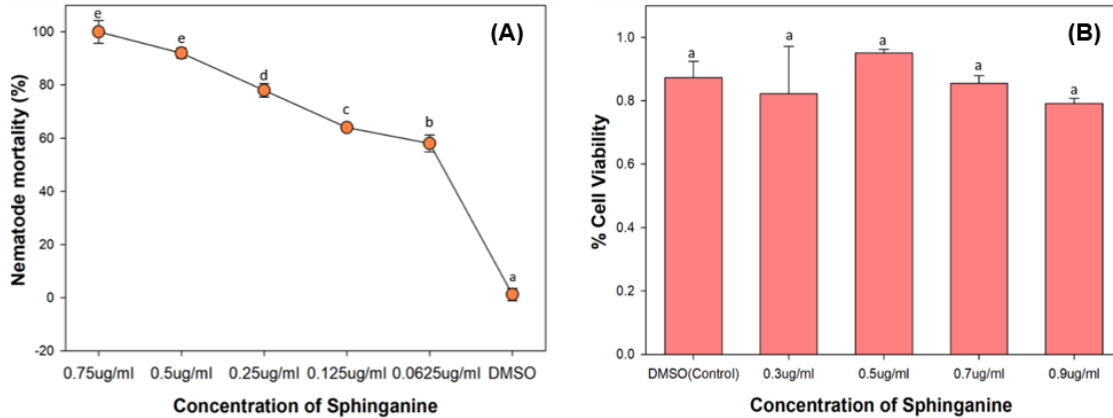 (A)
Nematode mortality (%)
100
80
60
40
20
0
-20
e
e
d
c
b
a
0.75ug/ml 0.5ug/ml 0.25ug/ml 0.125ug/ml 0.0625ug/ml DMSO
Concentration of Sphinganine
(B)
% Cell Viability
1.0
0.8
0.6
0.4
0.2
0.0
a
a
a
a
a
DMSO(Control) 0.3ug/ml 0.5ug/ml 0.7ug/ml 0.9ug/ml
Concentration of Sphinganine